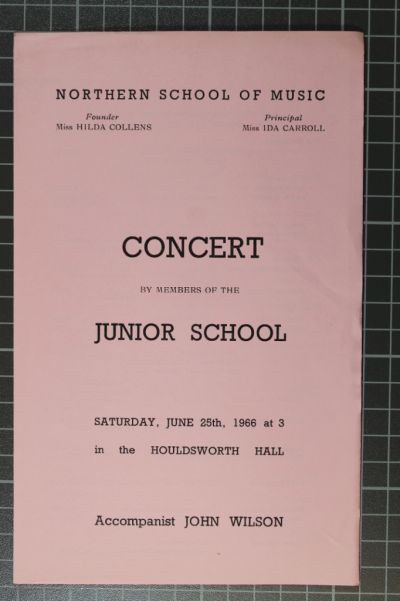 NORTHERN SCHOOL OF MUSIC
Founder Principal
Miss HILDA COLLENS Miss IDA CARROLL
CONCERT
BY MEMBERS OF THE
JUNIOR SCHOOL
SATURDAY, JUNE 25th, 1966 at 3
in the HOULDSWORTH HALL
Accompanist JOHN WILSON